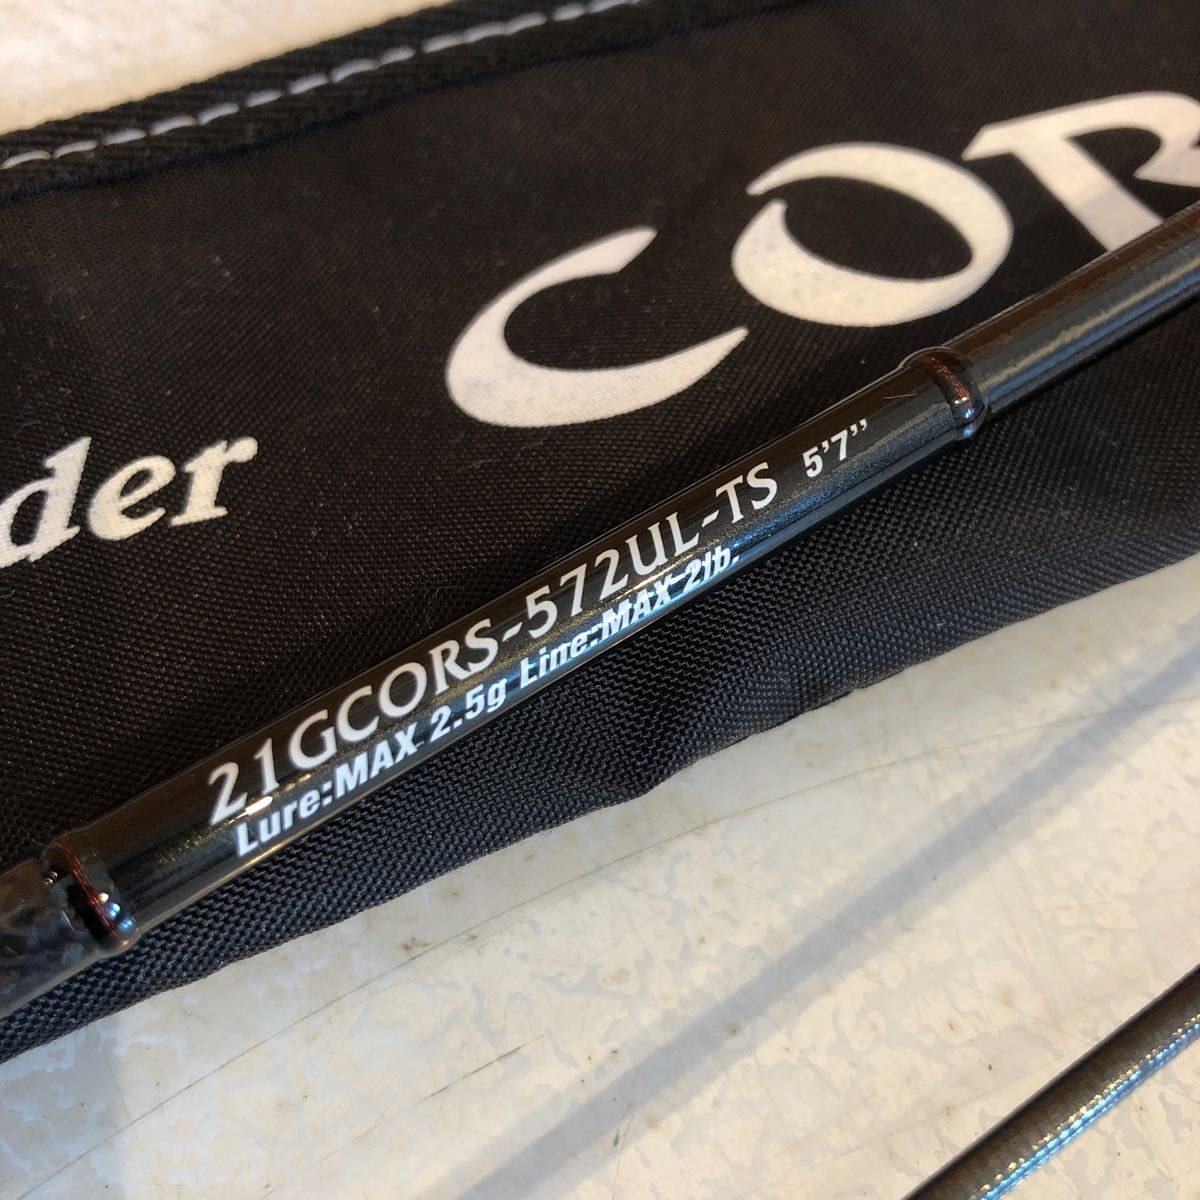 COR
der
21GCORS-572UL-TS 5'7"
Lure:MAX 2.5g Line:MAX 2lb.